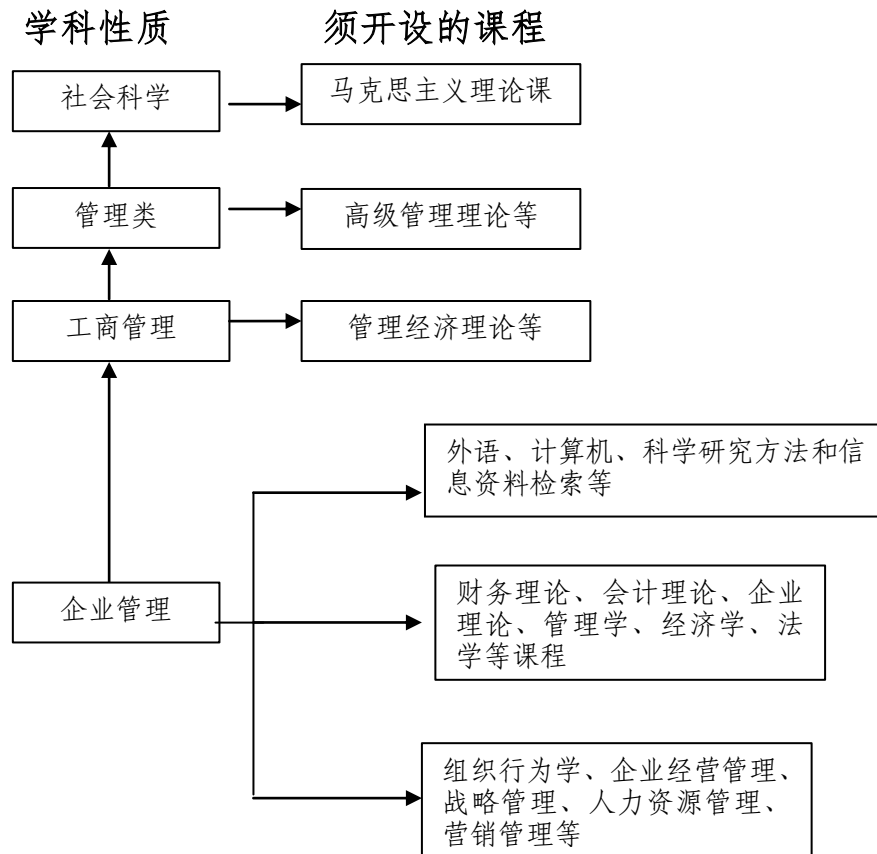 学科性质 须开设的课程
社会科学
马克思主义理论课
管理类
高级管理理论等
工商管理
管理经济理论等
外语、计算机、科学研究方法和信
息资料检索等
企业管理
财务理论、会计理论、企业
理论、管理学、经济学、法
学等课程
组织行为学、企业经营管理、
战略管理、人力资源管理、
营销管理等